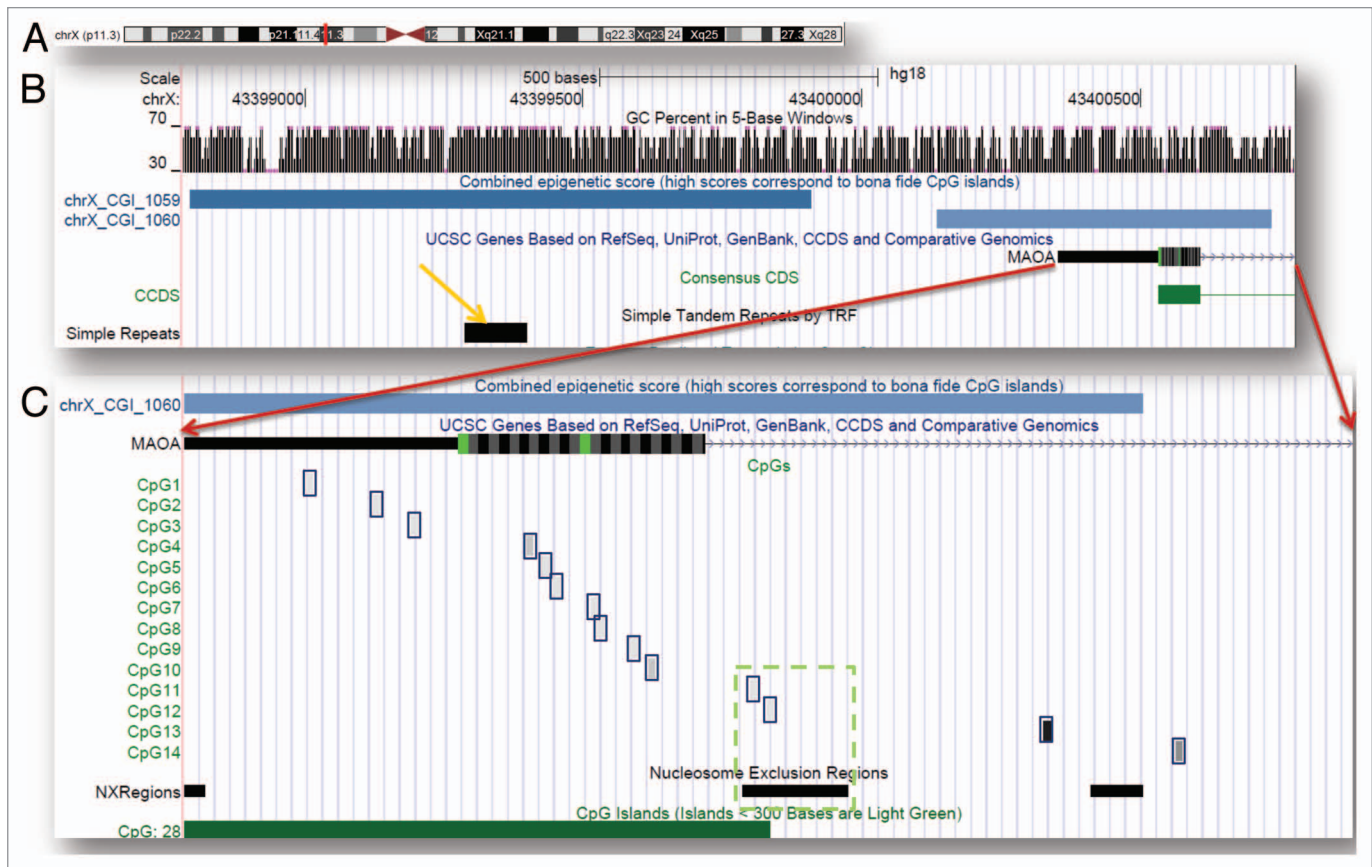 A
chrX (p11.3) p22.2 p21.1 11.4 11.3 12 Xq21.1 q22.3 Xq23 24 Xq25 27.3 Xq28
B
Scale 500 bases hg18
chrX: 43399000 43399500 43400000 43400500
GC Percent in 5-Base Windows
70
30
Combined epigenetic score (high scores correspond to bona fide CpG islands)
chrX_CGI_1059
chrX_CGI_1060
UCSC Genes Based on RefSeq, UniProt, GenBank, CCDS and Comparative Genomics
MAOA
Consensus CDS
CCDS
Simple Tandem Repeats by TRF
Simple Repeats
C
Combined epigenetic score (high scores correspond to bona fide CpG islands)
chrX_CGI_1060
UCSC Genes Based on RefSeq, UniProt, GenBank, CCDS and Comparative Genomics
MAOA
CpGs
CpG1
CpG2
CpG3
CpG4
CpG5
CpG6
CpG7
CpG8
CpG9
CpG10
CpG11
CpG12
CpG13
CpG14
Nucleosome Exclusion Regions
NXRegions
CpG Islands (Islands < 300 Bases are Light Green)
CpG: 28